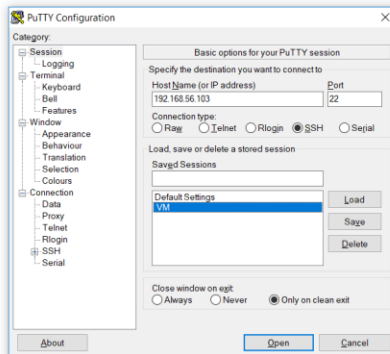 PuTTY Configuration
Category:
Session
Logging
Terminal
Keyboard
Bell
Features
Window
Appearance
Behaviour
Translation
Selection
Colours
Connection
Data
Proxy
Telnet
Rlogin
SSH
Serial
Basic options for your PuTTY session
Specify the destination you want to connect to
Host Name (or IP address) Port
192.168.56.103 22
Connection type:
Raw Telnet Rlogin SSH Serial
Load, save or delete a stored session
Saved Sessions
Default Settings
VM
Load
Save
Delete
Close window on exit:
Always Never Only on clean exit
About Open Cancel